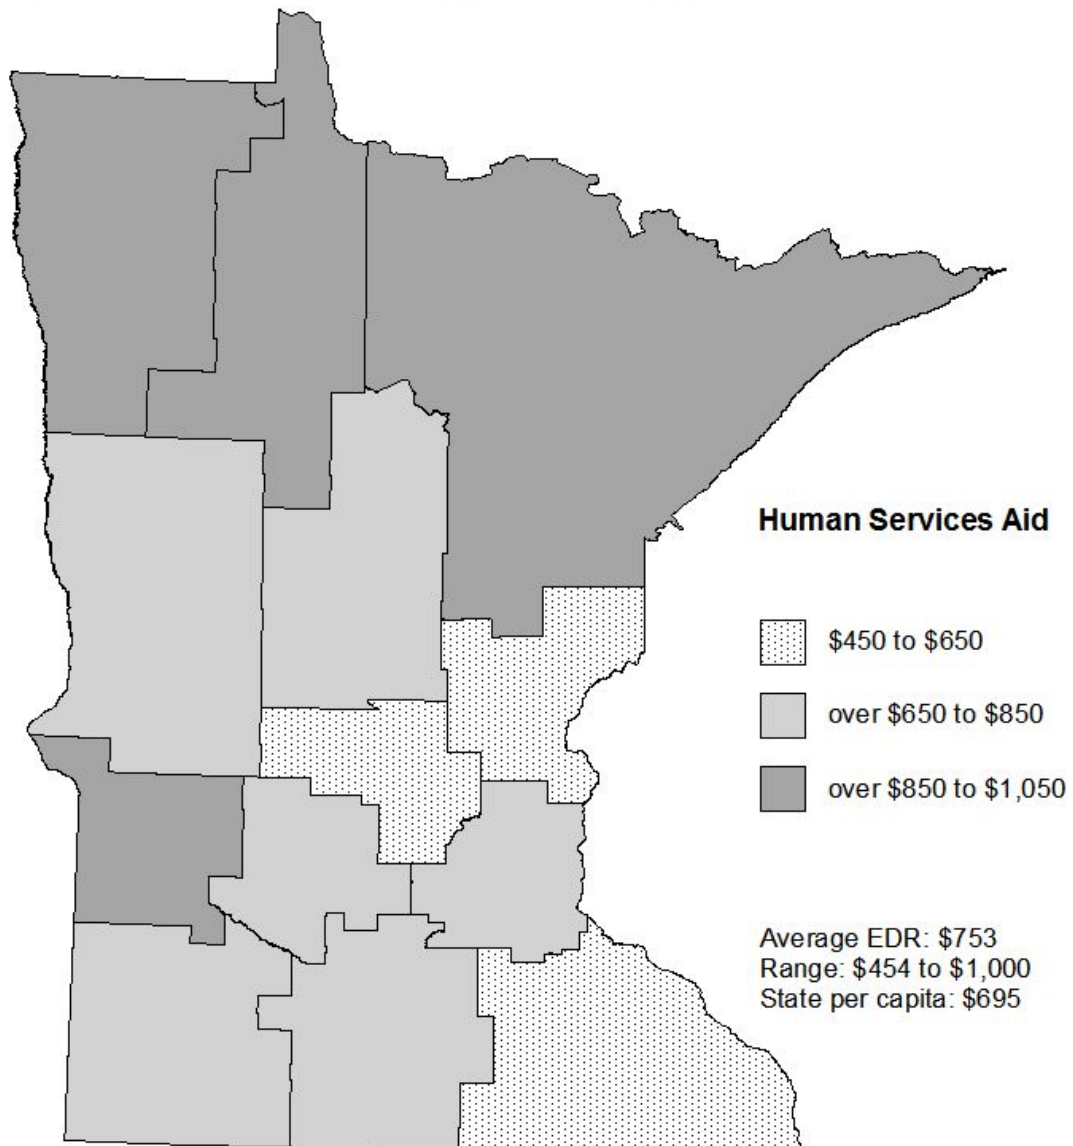 Human Services Aid
$450 to $650
over $650 to $850
over $850 to $1,050
Average EDR: $753
Range: $454 to $1,000
State per capita: $695